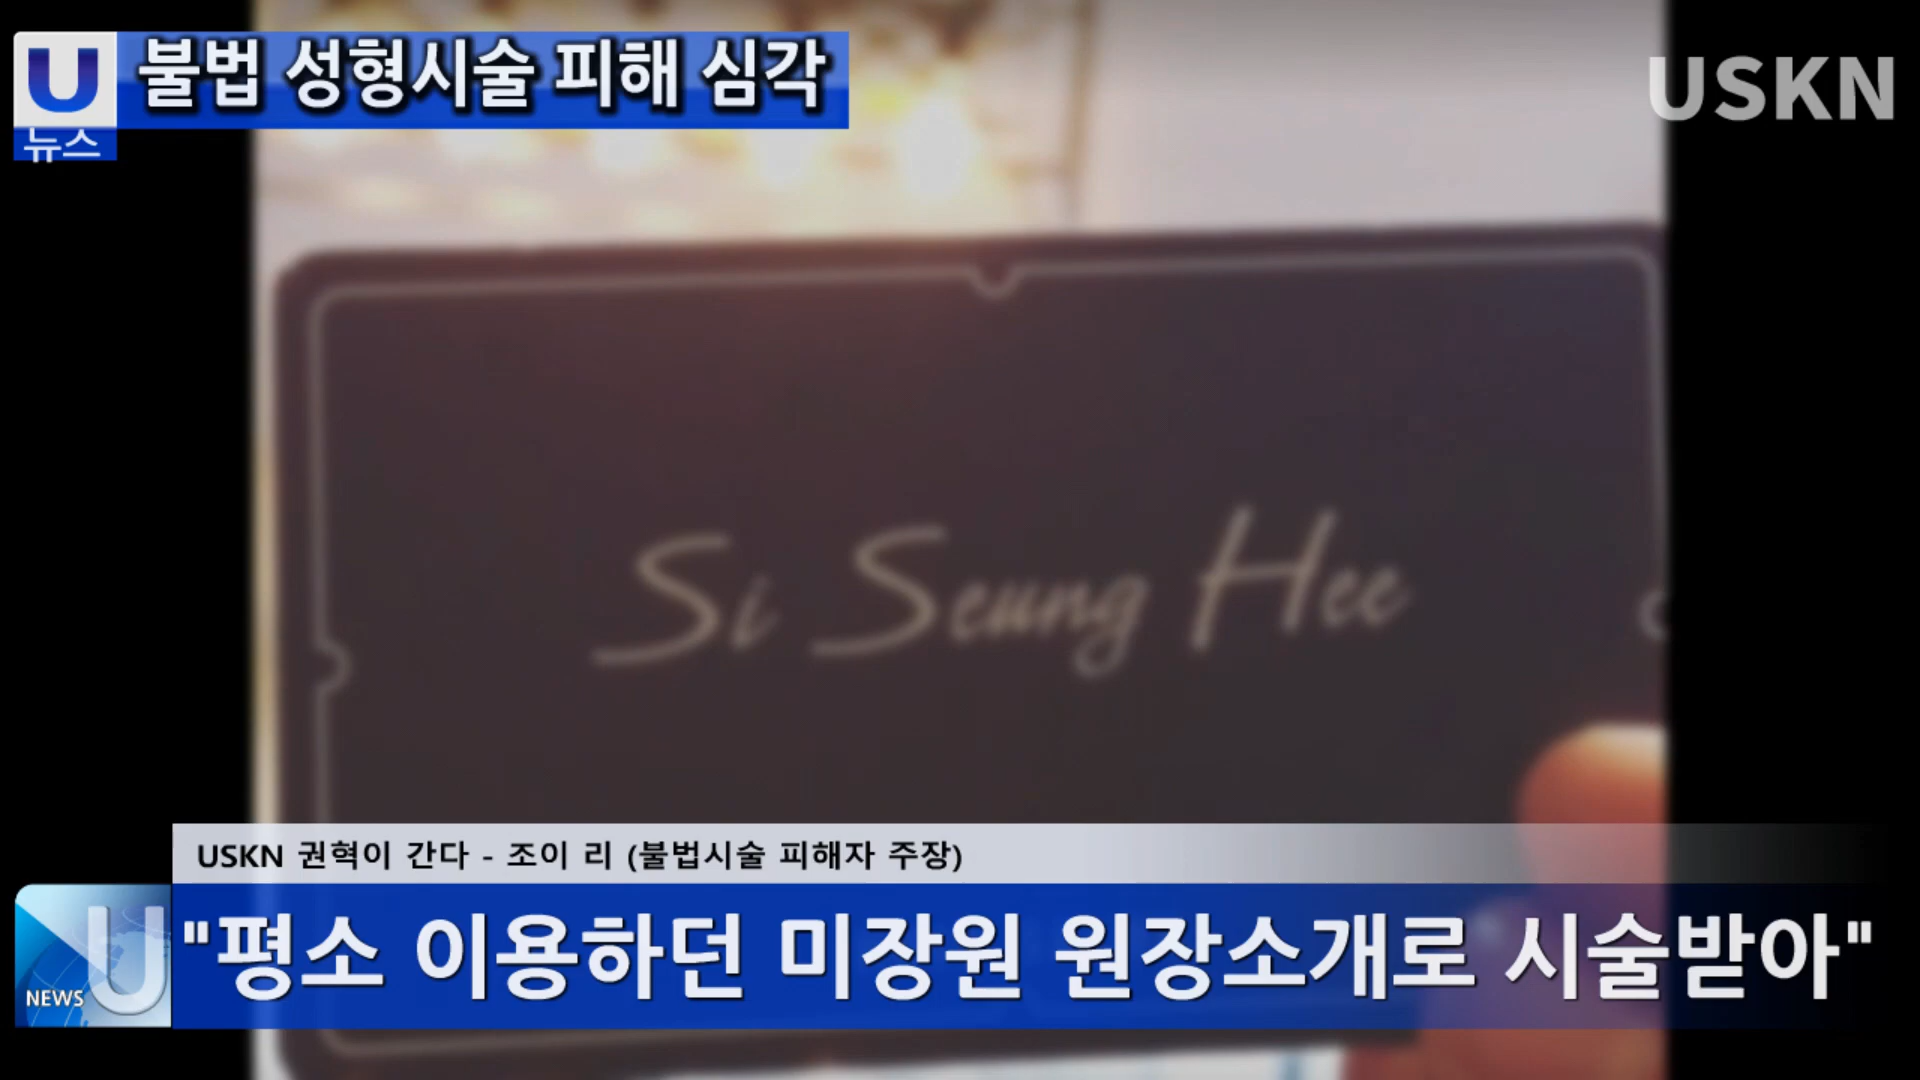 U 불법 성형시술 피해 심각
뉴스
USKN
Si Seung Hee
USKN 권혁이 간다 - 조이 리 (불법시술 피해자 주장)
NEWS U
"평소 이용하던 미장원 원장소개로 시술받아"